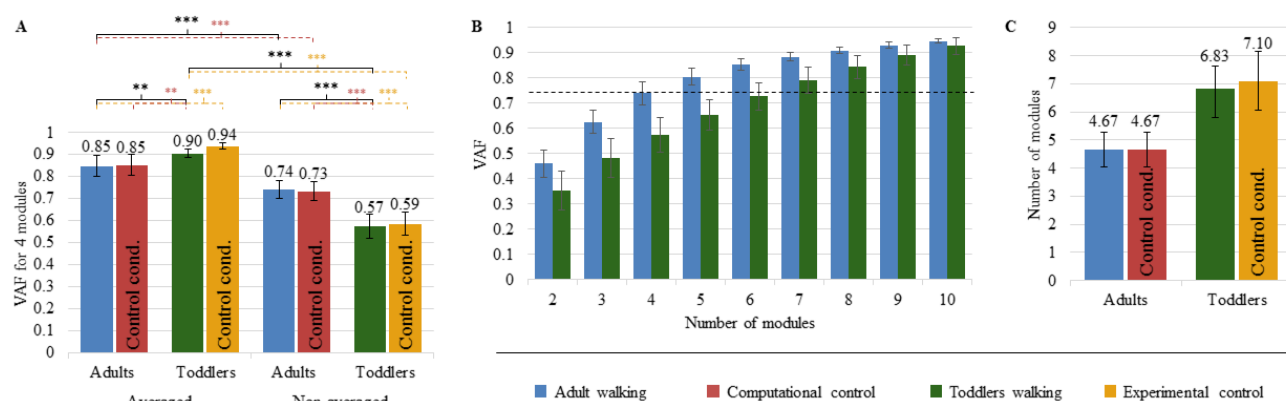 A
*** ***
*** ***
** ** *** *** *** ***
VAF for 4 modules
1
0.9
0.8
0.7
0.6
0.5
0.4
0.3
0.2
0.1
0
0.85 0.85 0.90 0.94 0.74 0.73 0.57 0.59
Control cond. Control cond. Control cond. Control cond.
Adults Toddlers Adults Toddlers
Averaged Non averaged
B
VAF
1
0.9
0.8
0.7
0.6
0.5
0.4
0.3
0.2
0.1
0
2 3 4 5 6 7 8 9 10
Number of modules
C
Number of modules
9
8
7
6
5
4
3
2
1
0
4.67 4.67 6.83 7.10
Control cond. Control cond.
Adults Toddlers
Adult walking Computational control Toddlers walking Experimental control